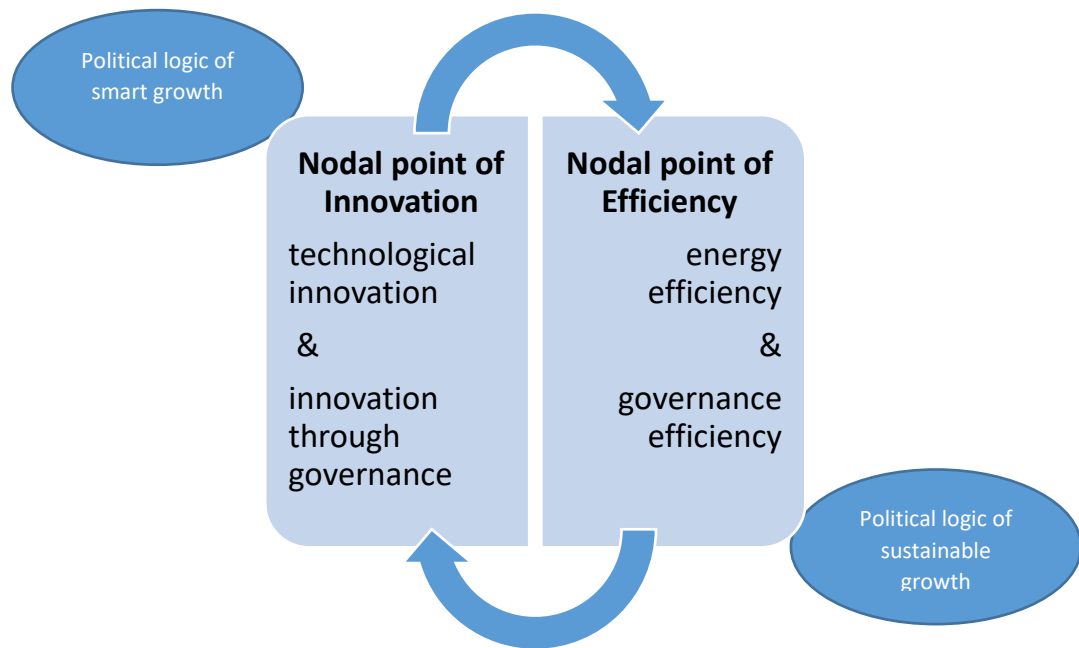 Political logic of
smart growth
Nodal point of
Innovation
technological
innovation
&
innovation
through
governance
Nodal point of
Efficiency
energy
efficiency
&
governance
efficiency
Political logic of
sustainable
growth